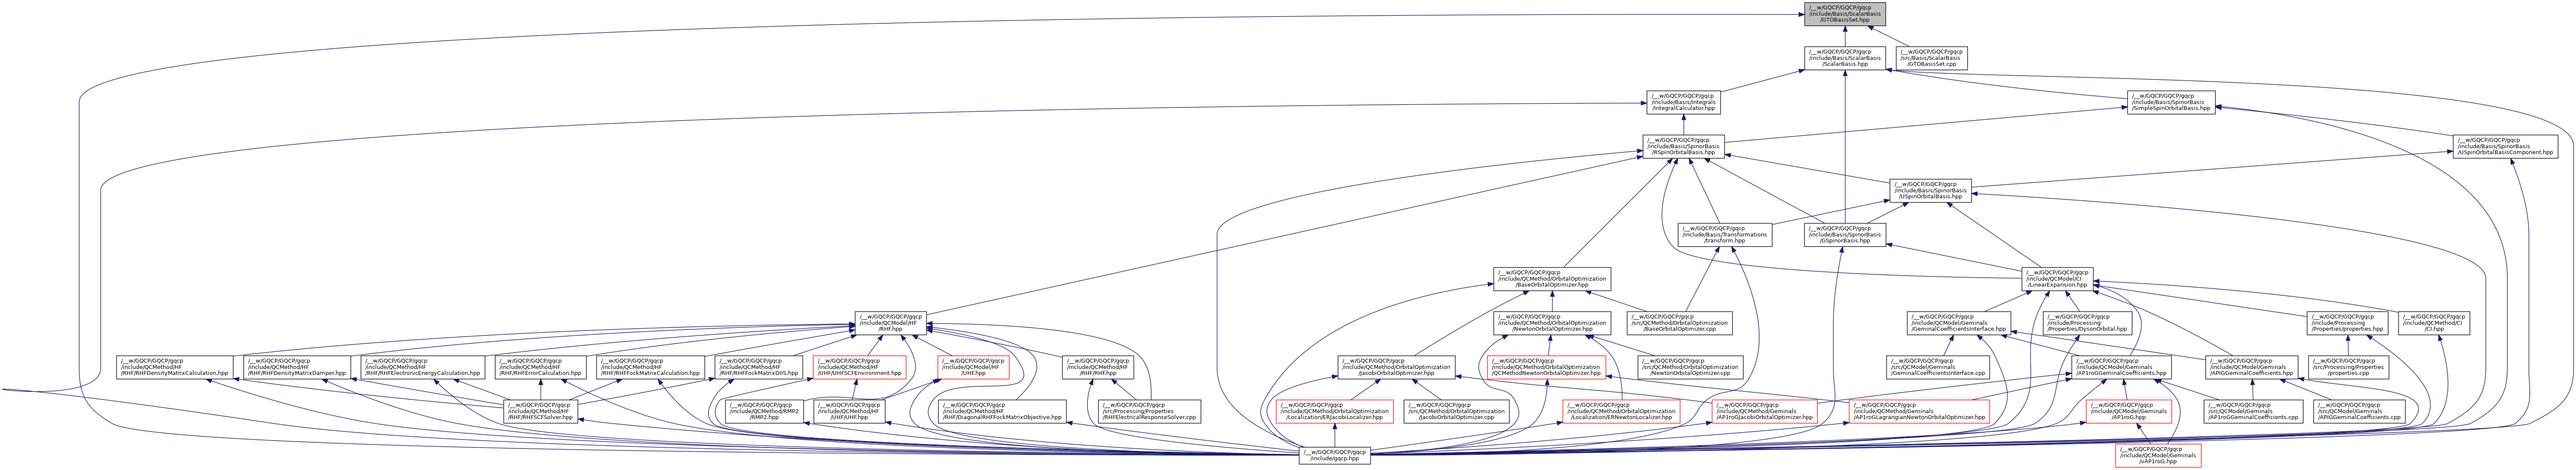 /__w/GQCP/GQCP/gqcp
/include/Basis/ScalarBasis
/GTOBasisSet.hpp
/__w/GQCP/GQCP/gqcp
/include/Basis/ScalarBasis
/ScalarBasis.hpp
/__w/GQCP/GQCP/gqcp
/src/Basis/ScalarBasis
/GTOBasisSet.cpp
/__w/GQCP/GQCP/gqcp
/include/Basis/Integrals
/IntegralCalculator.hpp
/__w/GQCP/GQCP/gqcp
/include/Basis/SpinorBasis
/SimpleSpinOrbitalBasis.hpp
/__w/GQCP/GQCP/gqcp
/include/Basis/SpinorBasis
/RSpinOrbitalBasis.hpp
/__w/GQCP/GQCP/gqcp
/include/Basis/SpinorBasis
/USpinOrbitalBasisComponent.hpp
/__w/GQCP/GQCP/gqcp
/include/Basis/SpinorBasis
/USpinOrbitalBasis.hpp
/__w/GQCP/GQCP/gqcp
/include/Basis/Transformations
/transform.hpp
/__w/GQCP/GQCP/gqcp
/include/Basis/SpinorBasis
/GSpinorBasis.hpp
/__w/GQCP/GQCP/gqcp
/include/QCMethod/OrbitalOptimization
/BaseOrbitalOptimizer.hpp
/__w/GQCP/GQCP/gqcp
/include/QCModel/CI
/LinearExpansion.hpp
/__w/GQCP/GQCP/gqcp
/include/QCModel/HF
/RHF.hpp
/__w/GQCP/GQCP/gqcp
/include/QCMethod/OrbitalOptimization
/NewtonOrbitalOptimizer.hpp
/__w/GQCP/GQCP/gqcp
/src/QCMethod/OrbitalOptimization
/BaseOrbitalOptimizer.cpp
/__w/GQCP/GQCP/gqcp
/include/QCModel/Geminals
/GeminalCoefficientsInterface.hpp
/__w/GQCP/GQCP/gqcp
/include/Processing
/Properties/DysonOrbital.hpp
/__w/GQCP/GQCP/gqcp
/include/Processing
/Properties/properties.hpp
/__w/GQCP/GQCP/gqcp
/include/QCMethod/CI
/CI.hpp
/__w/GQCP/GQCP/gqcp
/include/QCMethod/HF
/RHF/RHFDensityMatrixCalculation.hpp
/__w/GQCP/GQCP/gqcp
/include/QCMethod/HF
/RHF/RHFDensityMatrixDamper.hpp
/__w/GQCP/GQCP/gqcp
/include/QCMethod/HF
/RHF/RHFElectronicEnergyCalculation.hpp
/__w/GQCP/GQCP/gqcp
/include/QCMethod/HF
/RHF/RHFErrorCalculation.hpp
/__w/GQCP/GQCP/gqcp
/include/QCMethod/HF
/RHF/RHFFockMatrixCalculation.hpp
/__w/GQCP/GQCP/gqcp
/include/QCMethod/HF
/RHF/RHFFockMatrixDIIS.hpp
/__w/GQCP/GQCP/gqcp
/include/QCMethod/HF
/UHF/UHFSCFEnvironment.hpp
/__w/GQCP/GQCP/gqcp
/include/QCModel/HF
/UHF.hpp
/__w/GQCP/GQCP/gqcp
/include/QCMethod/HF
/RHF/RHF.hpp
/__w/GQCP/GQCP/gqcp
/include/QCMethod/OrbitalOptimization
/JacobiOrbitalOptimizer.hpp
/__w/GQCP/GQCP/gqcp
/include/QCMethod/OrbitalOptimization
/QCMethodNewtonOrbitalOptimizer.hpp
/__w/GQCP/GQCP/gqcp
/src/QCMethod/OrbitalOptimization
/NewtonOrbitalOptimizer.cpp
/__w/GQCP/GQCP/gqcp
/src/QCModel/Geminals
/GeminalCoefficientsInterface.cpp
/__w/GQCP/GQCP/gqcp
/include/QCModel/Geminals
/AP1roGGeminalCoefficients.hpp
/__w/GQCP/GQCP/gqcp
/include/QCModel/Geminals
/APIGGeminalCoefficients.hpp
/__w/GQCP/GQCP/gqcp
/src/Processing/Properties
/properties.cpp
/__w/GQCP/GQCP/gqcp
/include/QCMethod/HF
/RHF/RHFSCFSolver.hpp
/__w/GQCP/GQCP/gqcp
/include/QCMethod/RMP2
/RMP2.hpp
/__w/GQCP/GQCP/gqcp
/include/QCMethod/HF
/UHF/UHF.hpp
/__w/GQCP/GQCP/gqcp
/include/QCMethod/HF
/RHF/DiagonalRHFFockMatrixObjective.hpp
/__w/GQCP/GQCP/gqcp
/src/Processing/Properties
/RHFElectricalResponseSolver.cpp
/__w/GQCP/GQCP/gqcp
/include/QCMethod/OrbitalOptimization
/Localization/ERJacobiLocalizer.hpp
/__w/GQCP/GQCP/gqcp
/src/QCMethod/OrbitalOptimization
/JacobiOrbitalOptimizer.cpp
/__w/GQCP/GQCP/gqcp
/include/QCMethod/OrbitalOptimization
/Localization/ERNewtonLocalizer.hpp
/__w/GQCP/GQCP/gqcp
/include/QCMethod/Geminals
/AP1roGJacobiOrbitalOptimizer.hpp
/__w/GQCP/GQCP/gqcp
/include/QCMethod/Geminals
/AP1roGLagrangianNewtonOrbitalOptimizer.hpp
/__w/GQCP/GQCP/gqcp
/include/QCModel/Geminals
/AP1roG.hpp
/__w/GQCP/GQCP/gqcp
/src/QCModel/Geminals
/AP1roGGeminalCoefficients.cpp
/__w/GQCP/GQCP/gqcp
/src/QCModel/Geminals
/APIGGeminalCoefficients.cpp
/__w/GQCP/GQCP/gqcp
/include/gqcp.hpp
/__w/GQCP/GQCP/gqcp
/include/QCModel/Geminals
/vAP1roG.hpp